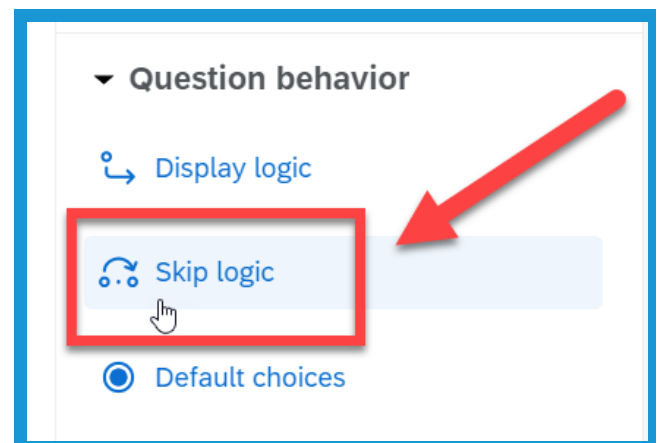 Question behavior
Display logic
Skip logic
Default choices